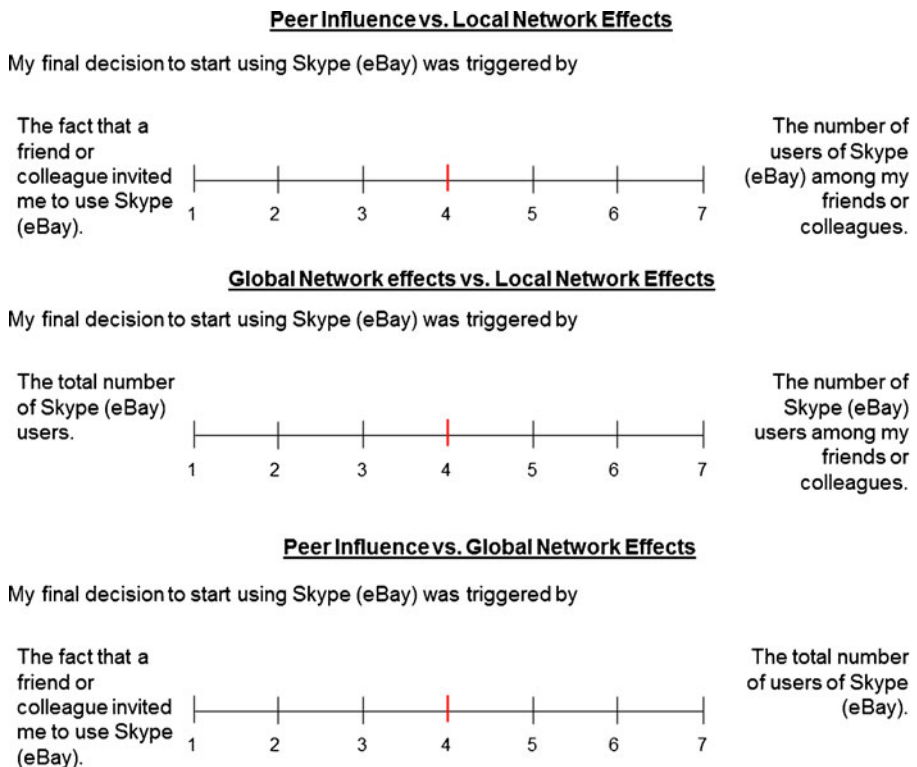 Peer Influence vs. Local Network Effects
My final decision to start using Skype (eBay) was triggered by
The fact that a
friend or
colleague invited
me to use Skype
(eBay).
The number of
users of Skype
(eBay) among my
friends or
colleagues.
1 2 3 4 5 6 7
Global Network effects vs. Local Network Effects
My final decision to start using Skype (eBay) was triggered by
The total number
of Skype (eBay)
users.
The number of
Skype (eBay)
users among my
friends or
colleagues.
1 2 3 4 5 6 7
Peer Influence vs. Global Network Effects
My final decision to start using Skype (eBay) was triggered by
The fact that a
friend or
colleague invited
me to use Skype
(eBay).
The total number
of users of Skype
(eBay).
1 2 3 4 5 6 7